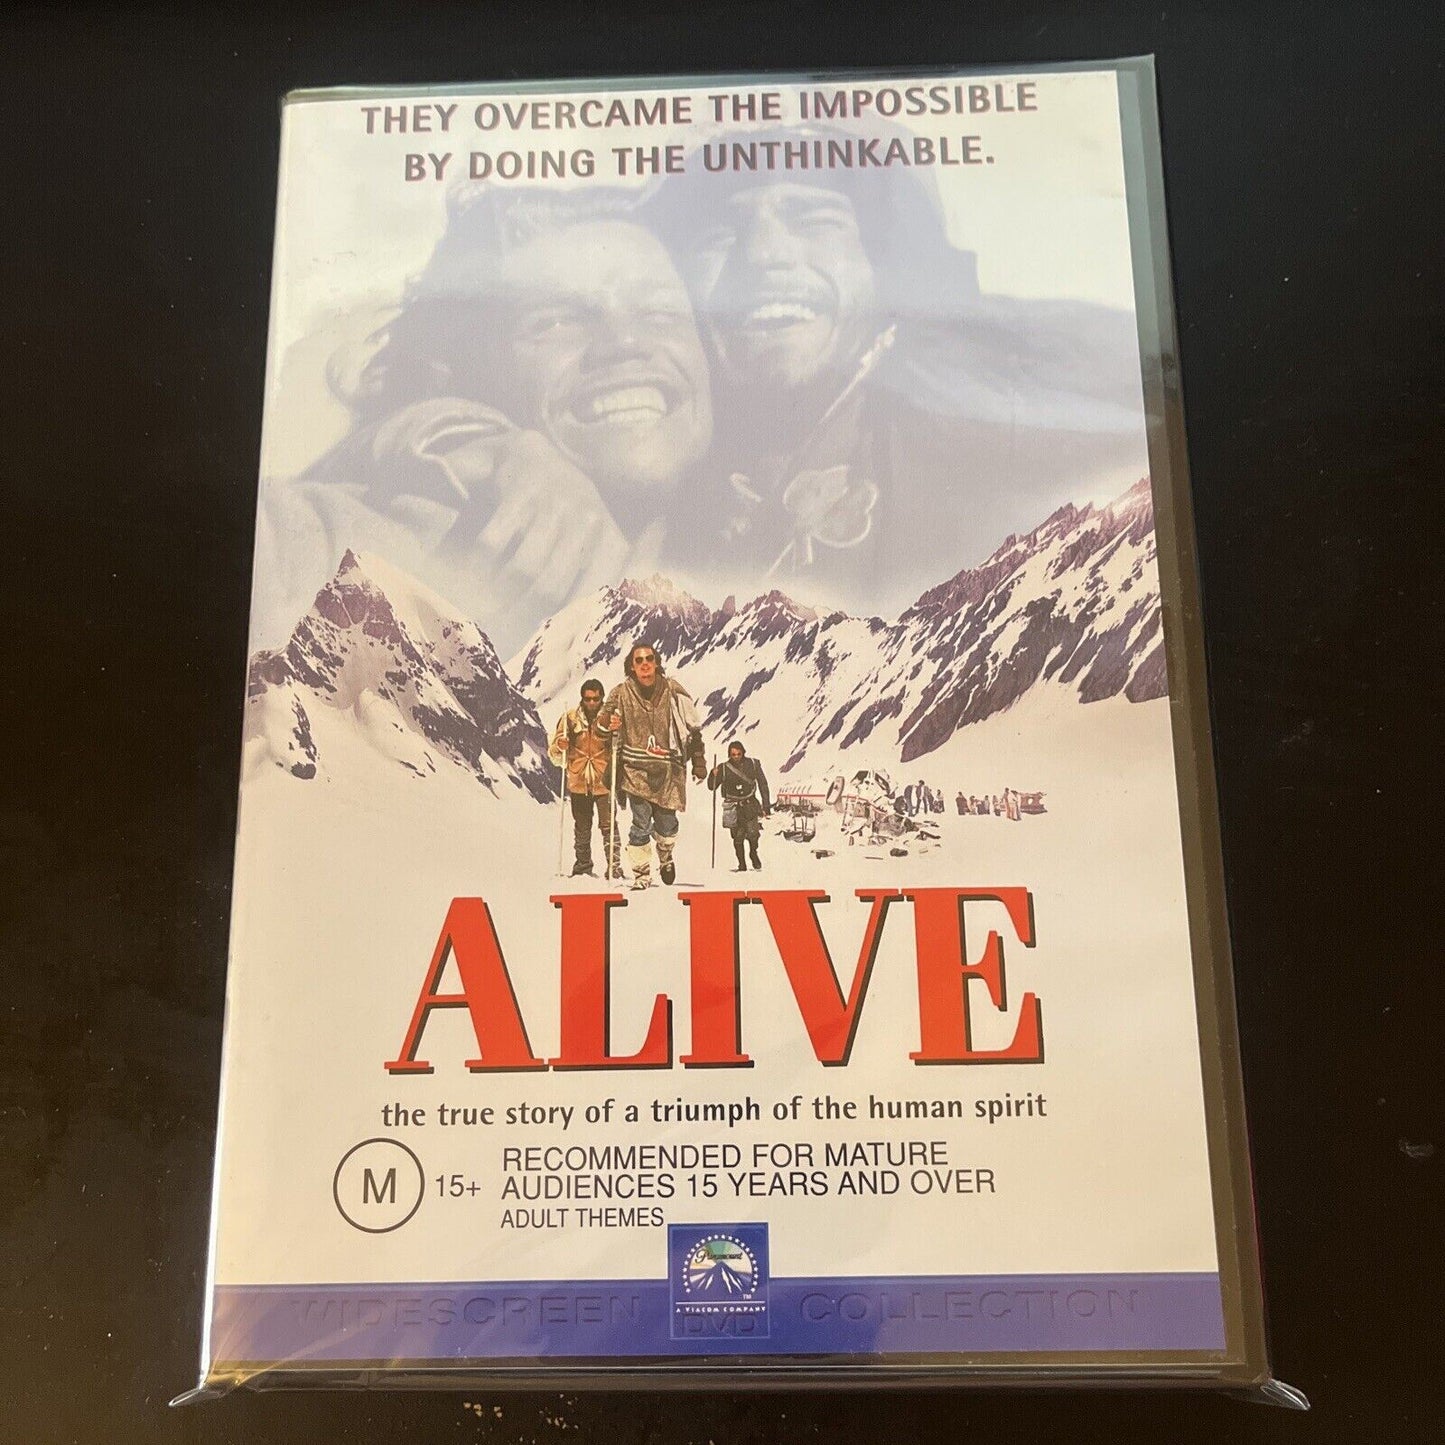 THEY OVERCAME THE IMPOSSIBLE
BY DOING THE UNTHINKABLE.
ALIVE
the true story of a triumph of the human spirit
M 15+ RECOMMENDED FOR MATURE
AUDIENCES 15 YEARS AND OVER
ADULT THEMES
Paramount
TM
A VIACOM COMPANY
WIDESCREEN DVD COLLECTION